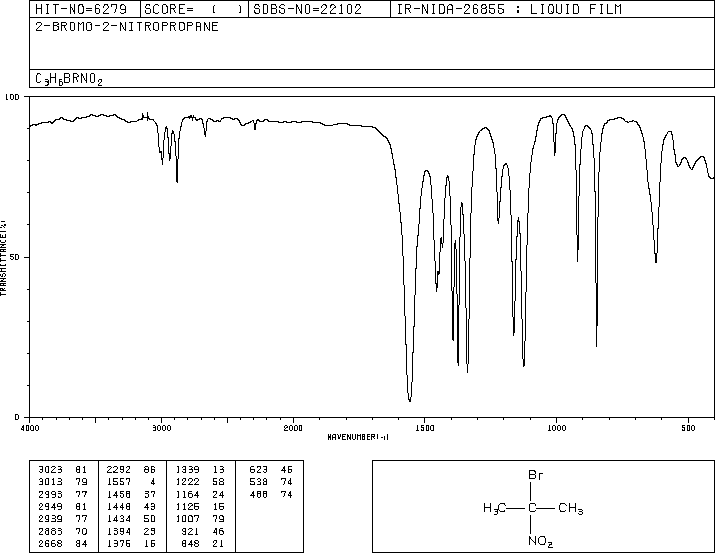 HIT-NO=6279 SCORE= ( ) SDBS-NO=22102 IR-NIDA-26855 : LIQUID FILM
2-BROMO-2-NITROPROPANE
C3H6BRNO2
100
50
0
TRANSMITTANCE(%)
4000 3000 2000 1500 1000 500
WAVENUMBER(-1)
3023 81 2292 86 1339 13 623 46
3013 79 1557 4 1222 58 538 74
2993 77 1458 37 1164 24 488 74
2949 81 1448 43 1125 15
2939 77 1434 50 1007 79
2883 70 1394 23 921 46
2668 84 1376 16 848 21
Br
H3C C CH3
NO2